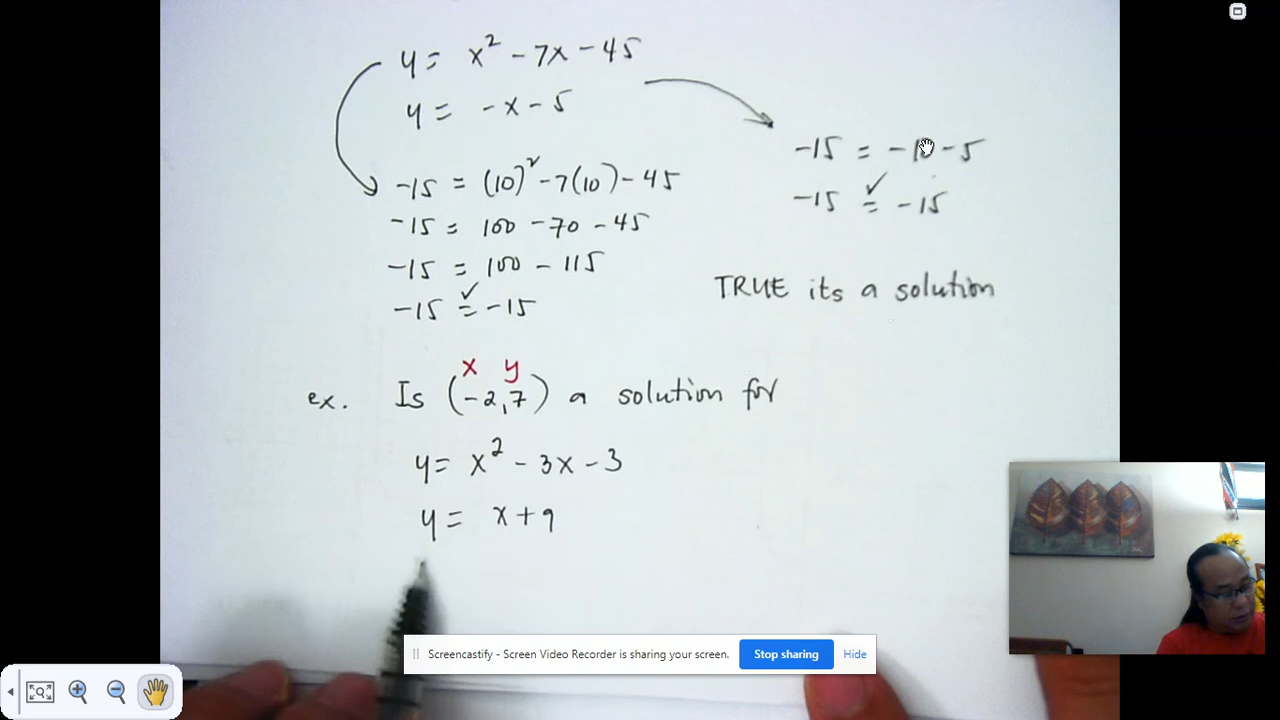 y = x² - 7x - 45
y = -x - 5
-15 = -10 - 5
-15 = -15
-15 = (10)² - 7(10) - 45
-15 = 100 - 70 - 45
-15 = 100 - 115
-15 = -15
TRUE its a solution
x y
ex. Is (-2,7) a solution for
y = x² - 3x - 3
y = x + 9
Screencastify - Screen Video Recorder is sharing your screen. Stop sharing Hide